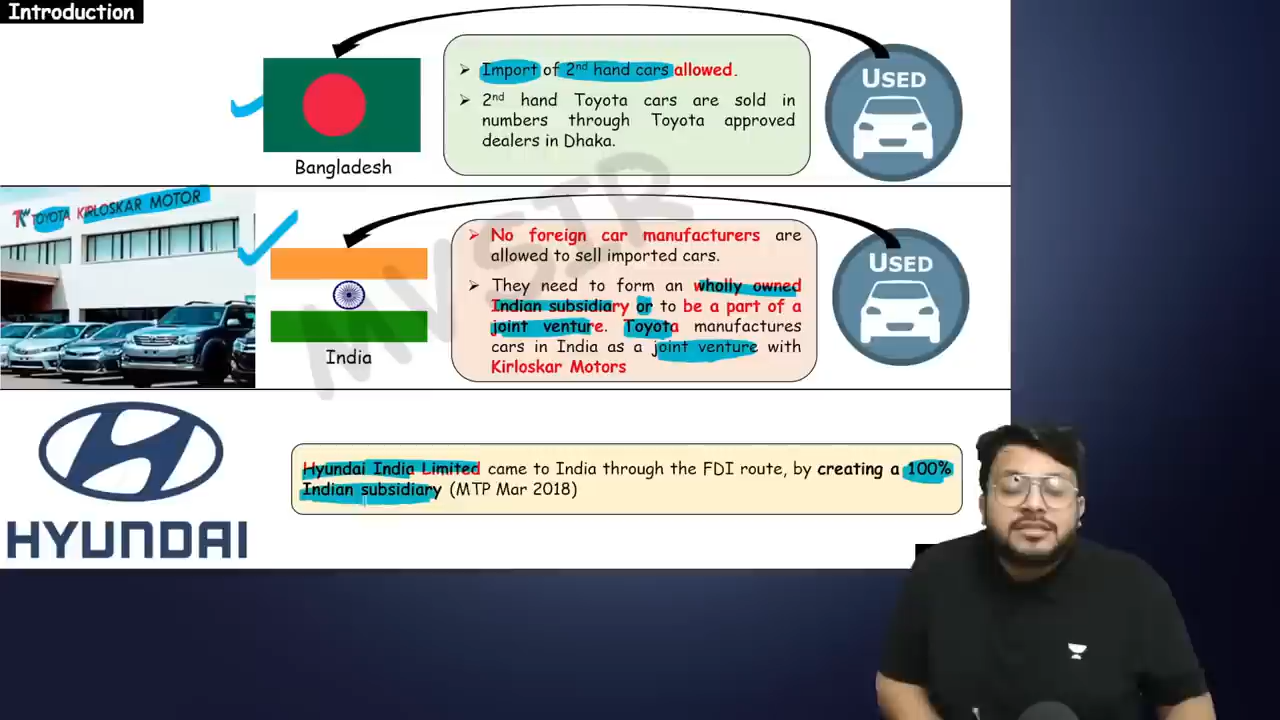 Introduction
➢ Import of 2nd hand cars allowed.
➢ 2nd hand Toyota cars are sold in
numbers through Toyota approved
dealers in Dhaka.
USED
Bangladesh
TOYOTA KIRLOSKAR MOTOR
➢ No foreign car manufacturers are
allowed to sell imported cars.
➢ They need to form an wholly owned
Indian subsidiary or to be a part of a
joint venture. Toyota manufactures
cars in India as a joint venture with
Kirloskar Motors
USED
India
MVSIR
HYUNDAI
Hyundai India Limited came to India through the FDI route, by creating a 100%
Indian subsidiary (MTP Mar 2018)